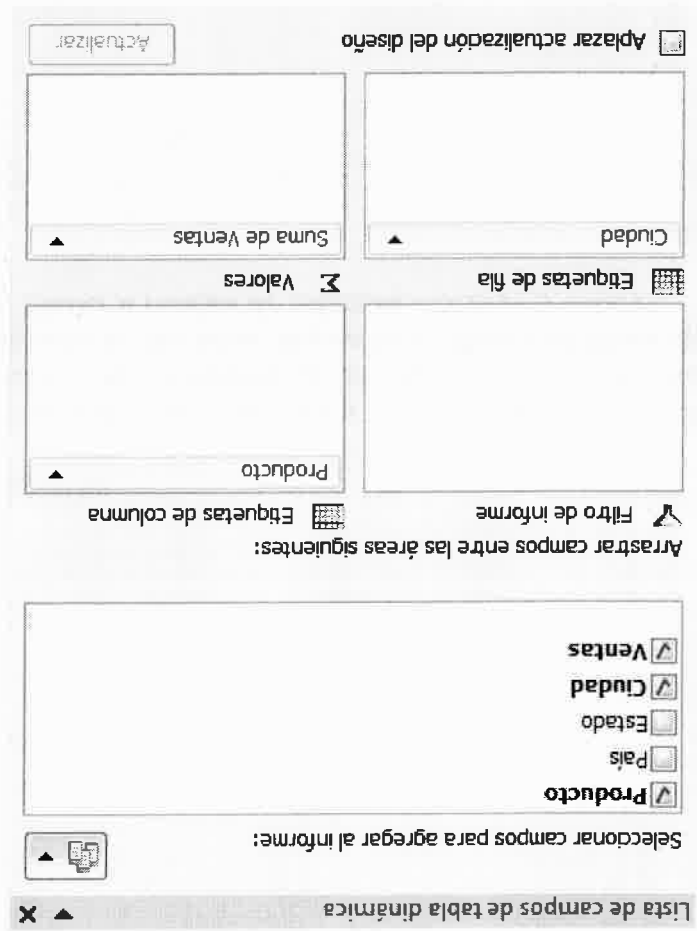 Lista de campos de tabla dinámica
Seleccionar campos para agregar al informe:
Producto
País
Estado
Ciudad
Ventas
Arrastrar campos entre las áreas siguientes:
Filtro de informe
Etiquetas de columna
Producto
Etiquetas de fila
Σ Valores
Ciudad
Suma de Ventas
Aplazar actualización del diseño
Actualizar